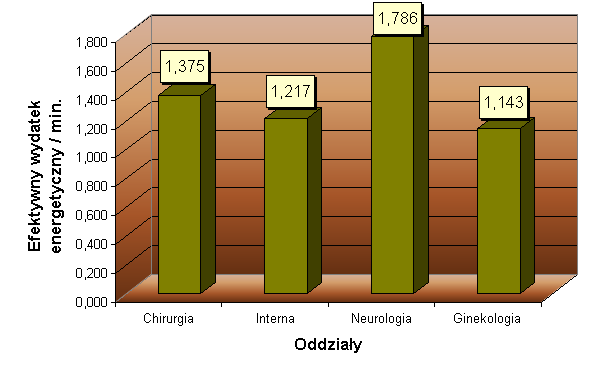 Efektywny wydatek
energetyczny / min.
1,800
1,600
1,400
1,200
1,000
0,800
0,600
0,400
0,200
0,000
1,375
1,217
1,786
1,143
Chirurgia
Interna
Neurologia
Ginekologia
Oddziały